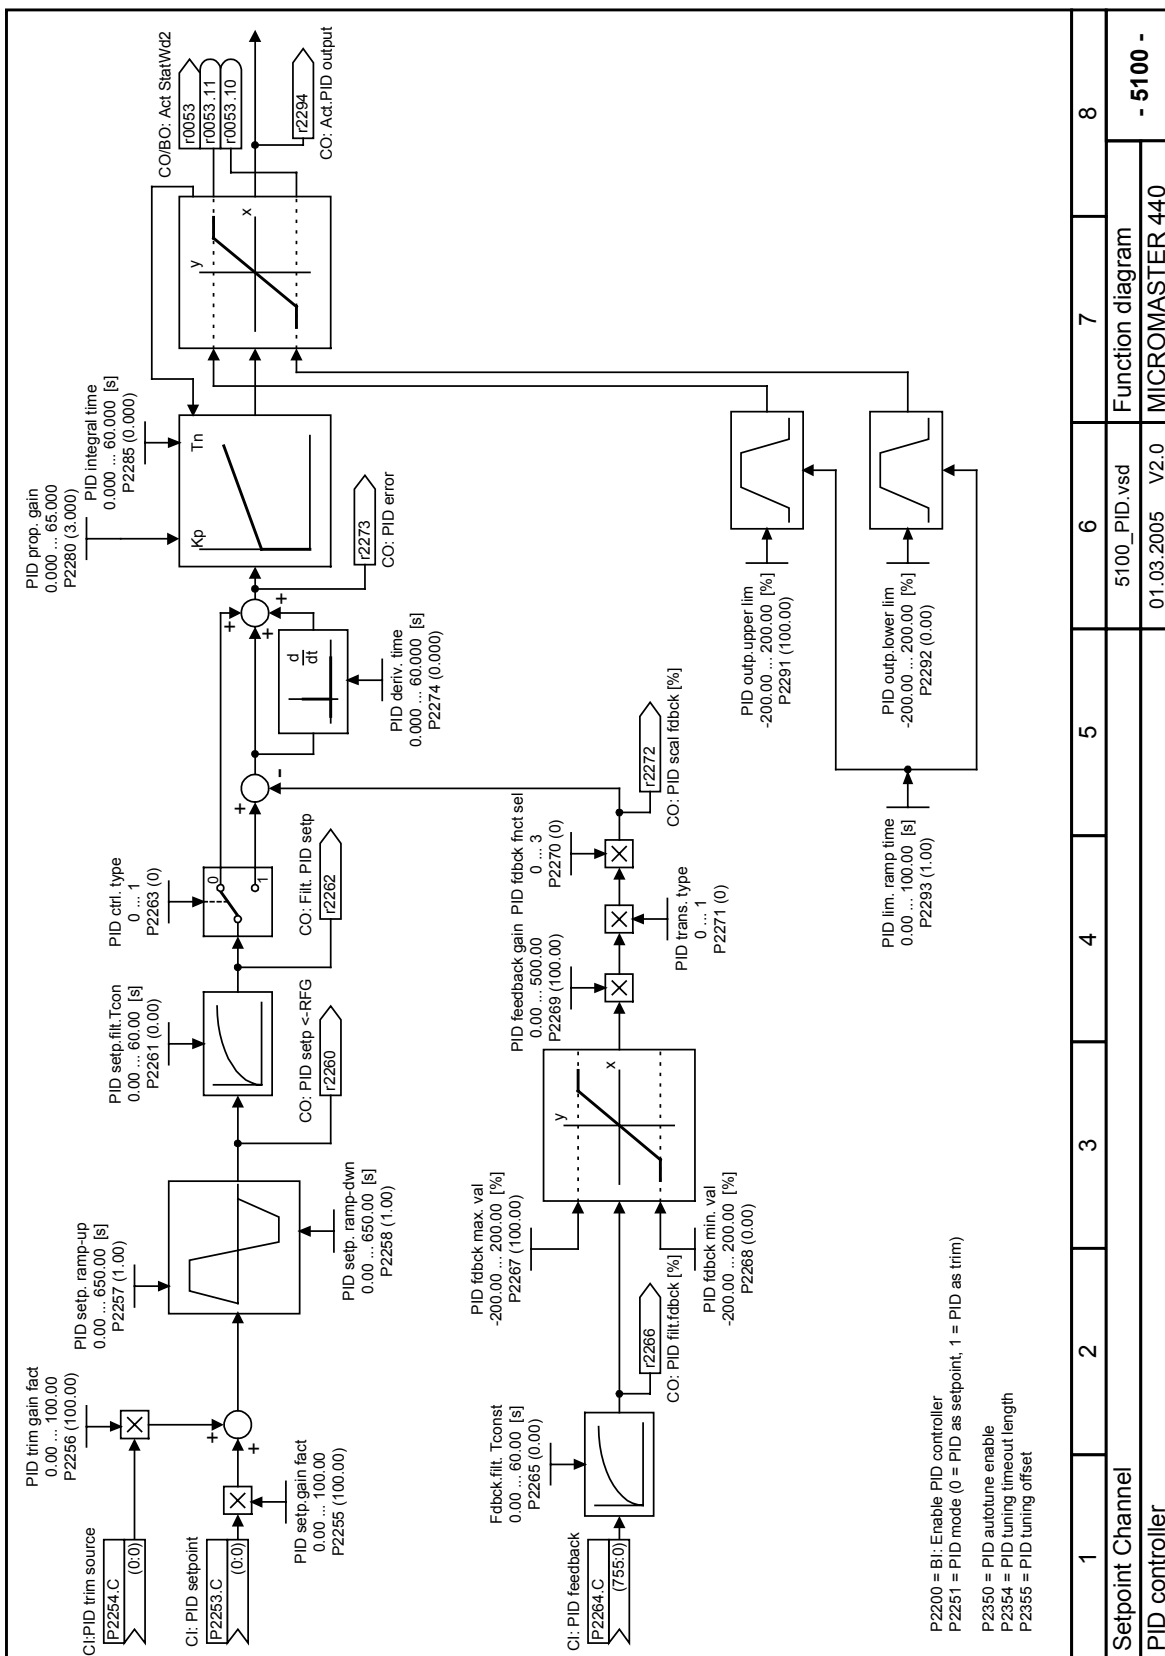 CI:PID trim source
P2254.C
(0:0)
PID trim gain fact
0.00 ... 100.00
P2256 (100.00)
CI: PID setpoint
P2253.C
(0:0)
PID setp.gain fact
0.00 ... 100.00
P2255 (100.00)
+
+
PID setp. ramp-up
0.00 ... 650.00 [s]
P2257 (1.00)
PID setp. ramp-dwn
0.00 ... 650.00 [s]
P2258 (1.00)
CO: PID setp <-RFG
r2260
PID setp.filt.Tcon
0.00 ... 60.00 [s]
P2261 (0.00)
CO: Filt. PID setp
r2262
PID ctrl. type
0 ... 1
P2263 (0)
0
1
+
-
d
dt
PID deriv. time
0.000 ... 60.000 [s]
P2274 (0.000)
+
+
+
r2273
CO: PID error
PID prop. gain
0.000 ... 65.000
P2280 (3.000)
PID integral time
0.000 ... 60.000 [s]
P2285 (0.000)
Kp
Tn
y
x
CO/BO: Act StatWd2
r0053
r0053.11
r0053.10
r2294
CO: Act.PID output
CI: PID feedback
P2264.C
(755:0)
Fdbck.filt. Tconst
0.00 ... 60.00 [s]
P2265 (0.00)
r2266
CO: PID filt.fdbck [%]
PID fdbck max. val
-200.00 ... 200.00 [%]
P2267 (100.00)
PID fdbck min. val
-200.00 ... 200.00 [%]
P2268 (0.00)
y
x
PID feedback gain
0.00 ... 500.00
P2269 (100.00)
PID trans. type
0 ... 1
P2271 (0)
PID fdbck fnct sel
0 ... 3
P2270 (0)
r2272
CO: PID scal fdbck [%]
PID outp.upper lim
-200.00 ... 200.00 [%]
P2291 (100.00)
PID outp.lower lim
-200.00 ... 200.00 [%]
P2292 (0.00)
PID lim. ramp time
0.00 ... 100.00 [s]
P2293 (1.00)
P2200 = BI: Enable PID controller
P2251 = PID mode (0 = PID as setpoint, 1 = PID as trim)
P2350 = PID autotune enable
P2354 = PID tuning timeout length
P2355 = PID tuning offset
1 2 3 4 5 6 7 8
Setpoint Channel
5100_PID.vsd
Function diagram
- 5100 -
PID controller
01.03.2005 V2.0
MICROMASTER 440